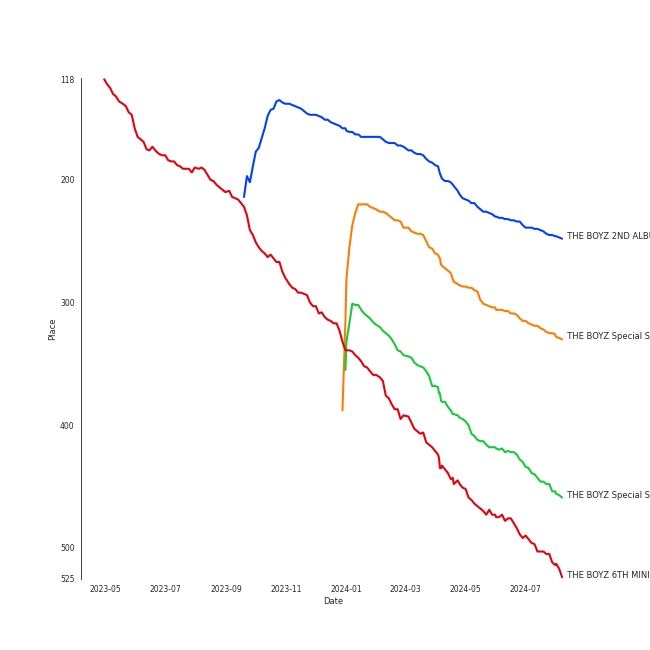 118
200
300
400
500
525
Place
2023-05
2023-07
2023-09
2023-11
2024-01
2024-03
2024-05
2024-07
Date
THE BOYZ 2ND
THE BOYZ Special S
THE BOYZ Special S
THE BOYZ 6TH MINI